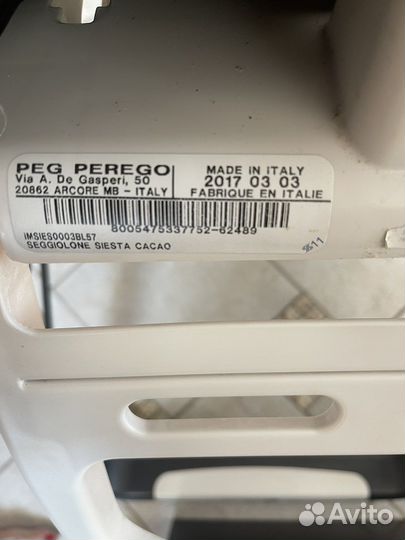 PEG PEREGO
Via A. De Gasperi, 50
20862 ARCORE MB - ITALY
MADE IN ITALY
2017 03 03
FABRIQUE EN ITALIE
8005475337752-62489
IMSIES0003BL57
SEGGIOLONE SIESTA CACAO
Avito